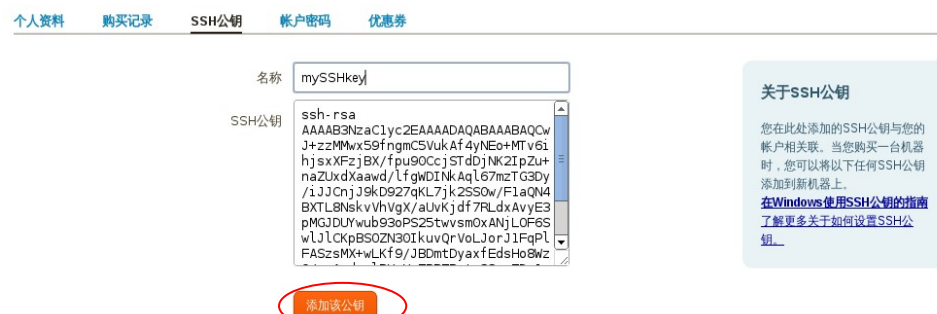 个人资料 购买记录 SSH公钥 帐户密码 优惠券
名称 mySSHkey
SSH公钥
ssh-rsa
AAAAB3NzaC1yc2EAAAADAQABAAABAQCw
J+zzMMwx59fngmC5VukAf4yNEo+MTv6i
hjsxXFzjBX/fpu90CcjSTdDjNK2IpZu+
naZUxdXaawd/lfgWDINkAql67mzTG3Dy
/iJJCnjJ9kD927qKL7jk2SS0w/FlaQN4
BXTL8NskvVhVgX/aUvKjdf7RLdxAvyE3
pMGJDUYwub93oPS25twvsm0xANjLOF6S
wlJlCKpBSOZN3OIkuvQrVoLJorJ1FqPl
FASzsMX+wLKf9/JBDmtDyaxfEdsHo8Wz
添加该公钥
关于SSH公钥
您在此处添加的SSH公钥与您的
帐户相关联。当您购买一台机器
时，您可以将以下任何SSH公钥
添加到新机器上。
在Windows使用SSH公钥的指南
了解更多关于如何设置SSH公
钥。